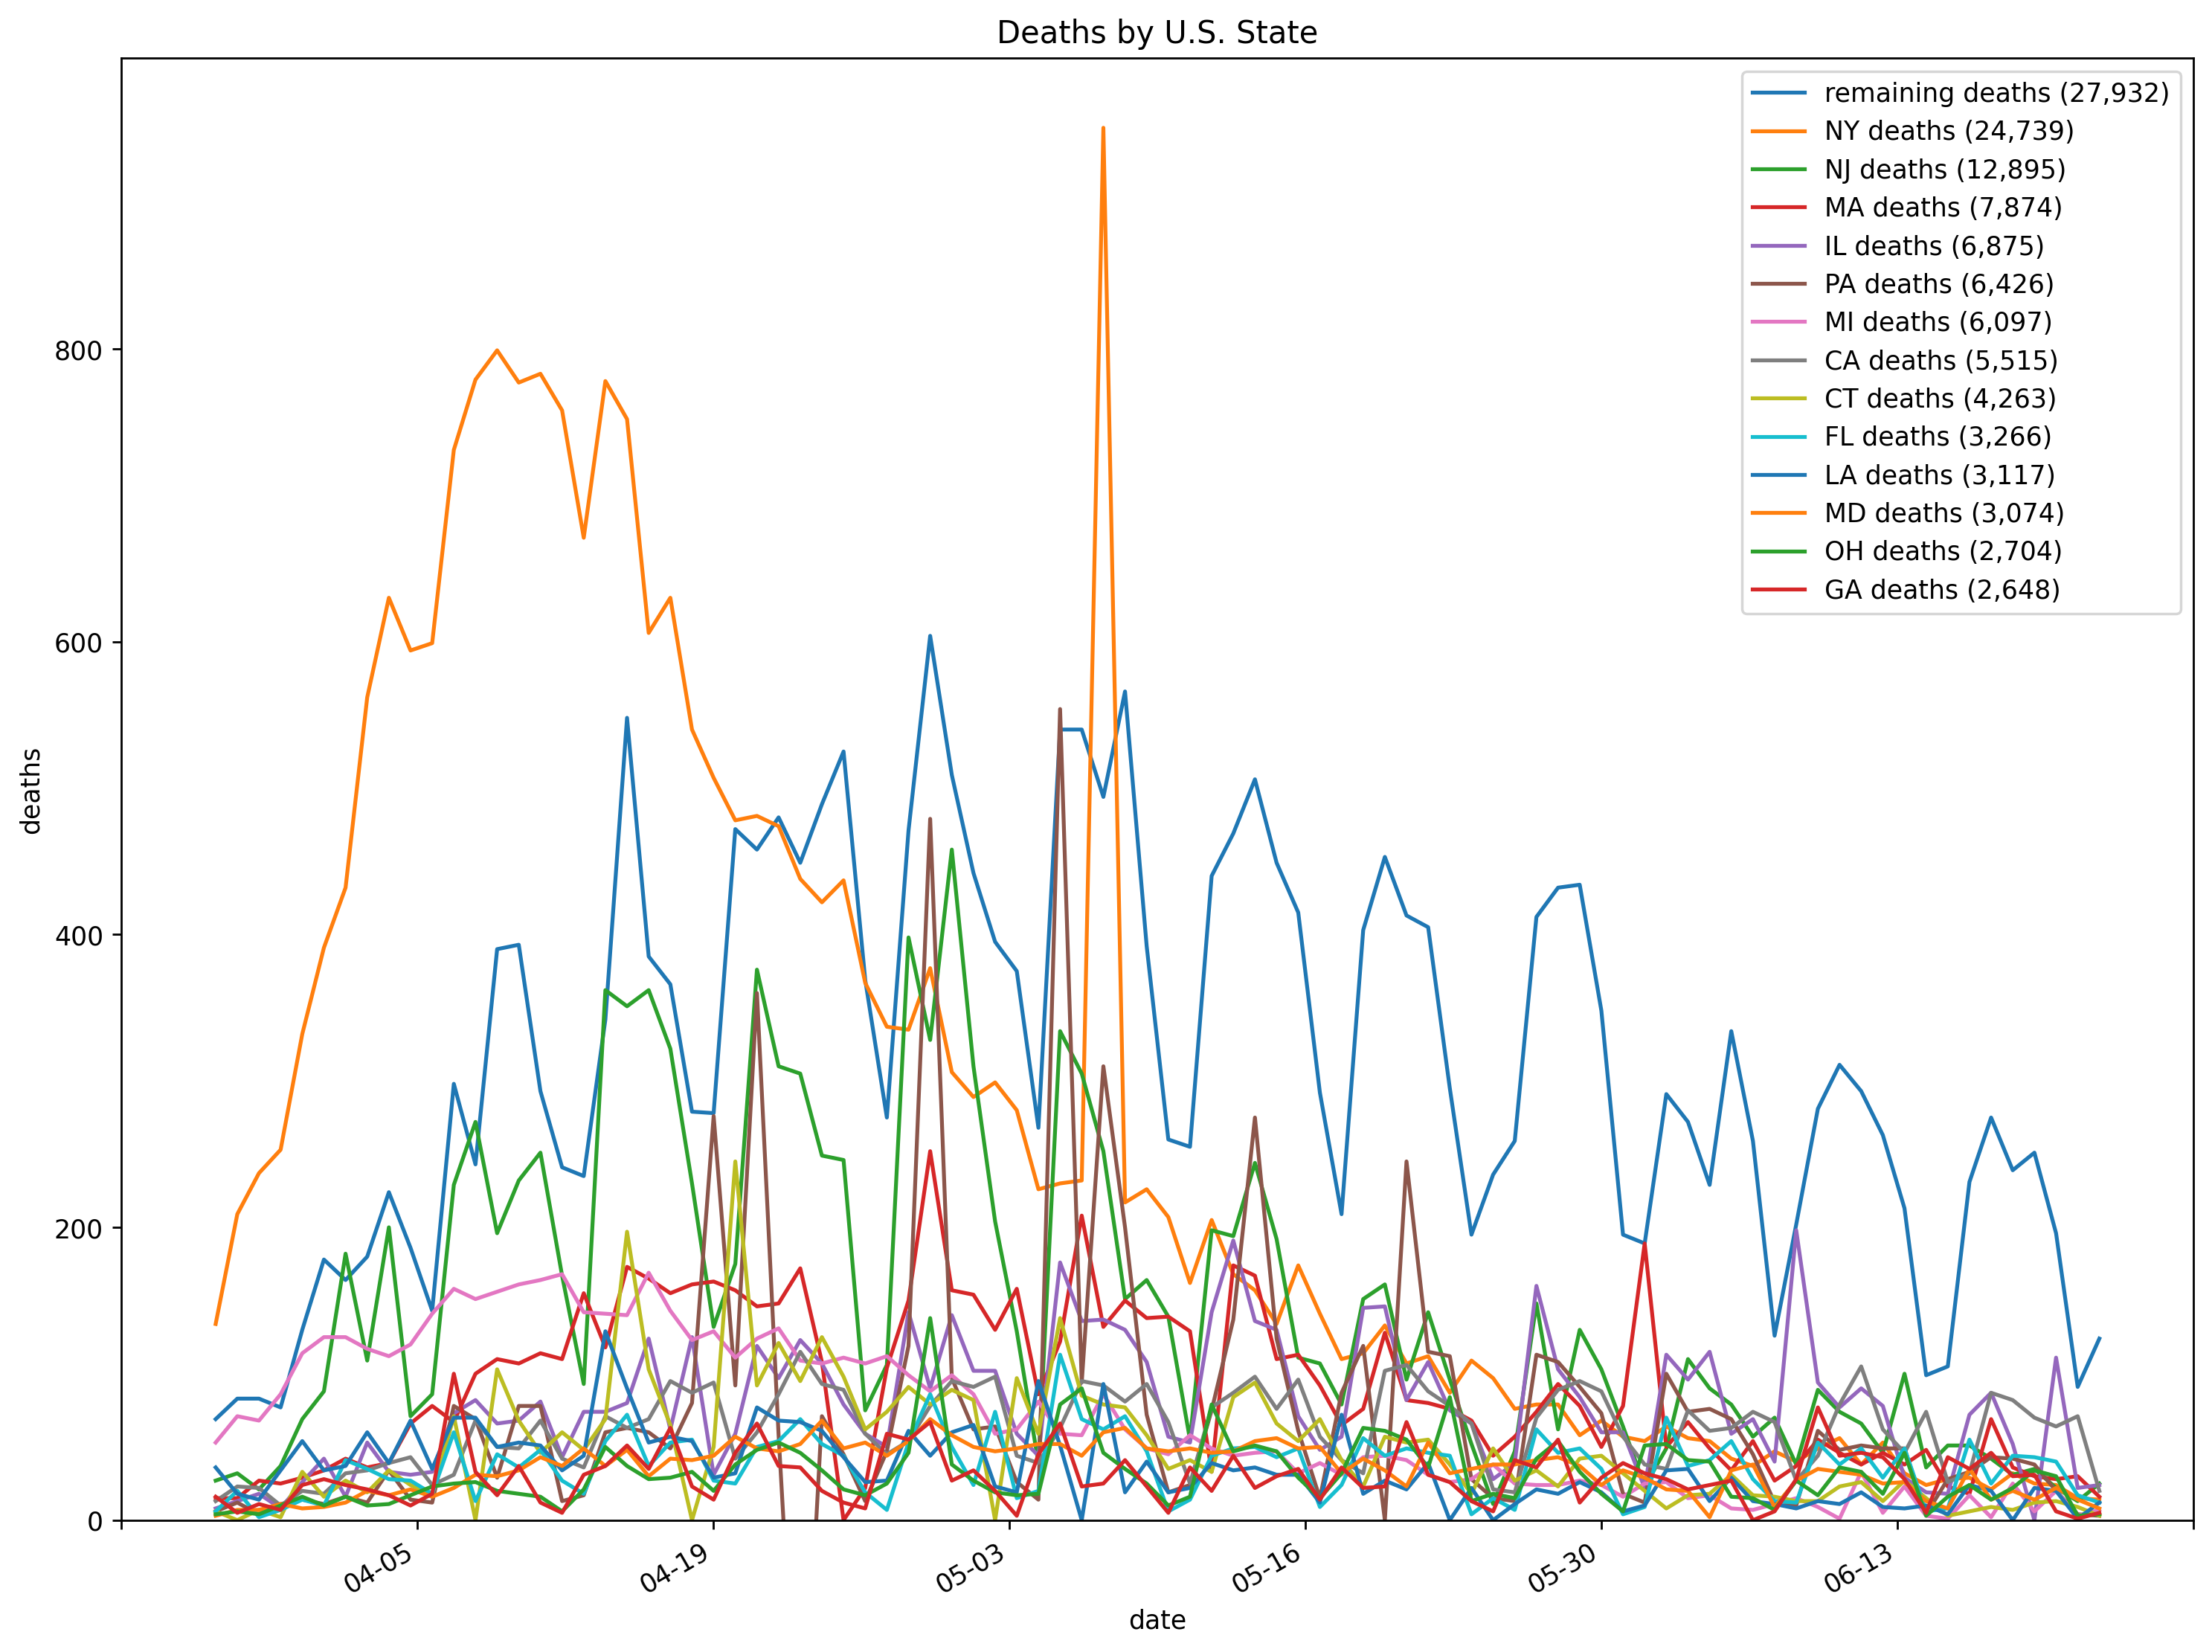 Deaths by U.S. State
remaining deaths (27,932)
NY deaths (24,739)
NJ deaths (12,895)
MA deaths (7,874)
IL deaths (6,875)
PA deaths (6,426)
MI deaths (6,097)
CA deaths (5,515)
CT deaths (4,263)
FL deaths (3,266)
LA deaths (3,117)
MD deaths (3,074)
OH deaths (2,704)
GA deaths (2,648)
800
600
400
200
0
deaths
04-05
04-19
05-03
05-16
05-30
06-13
date